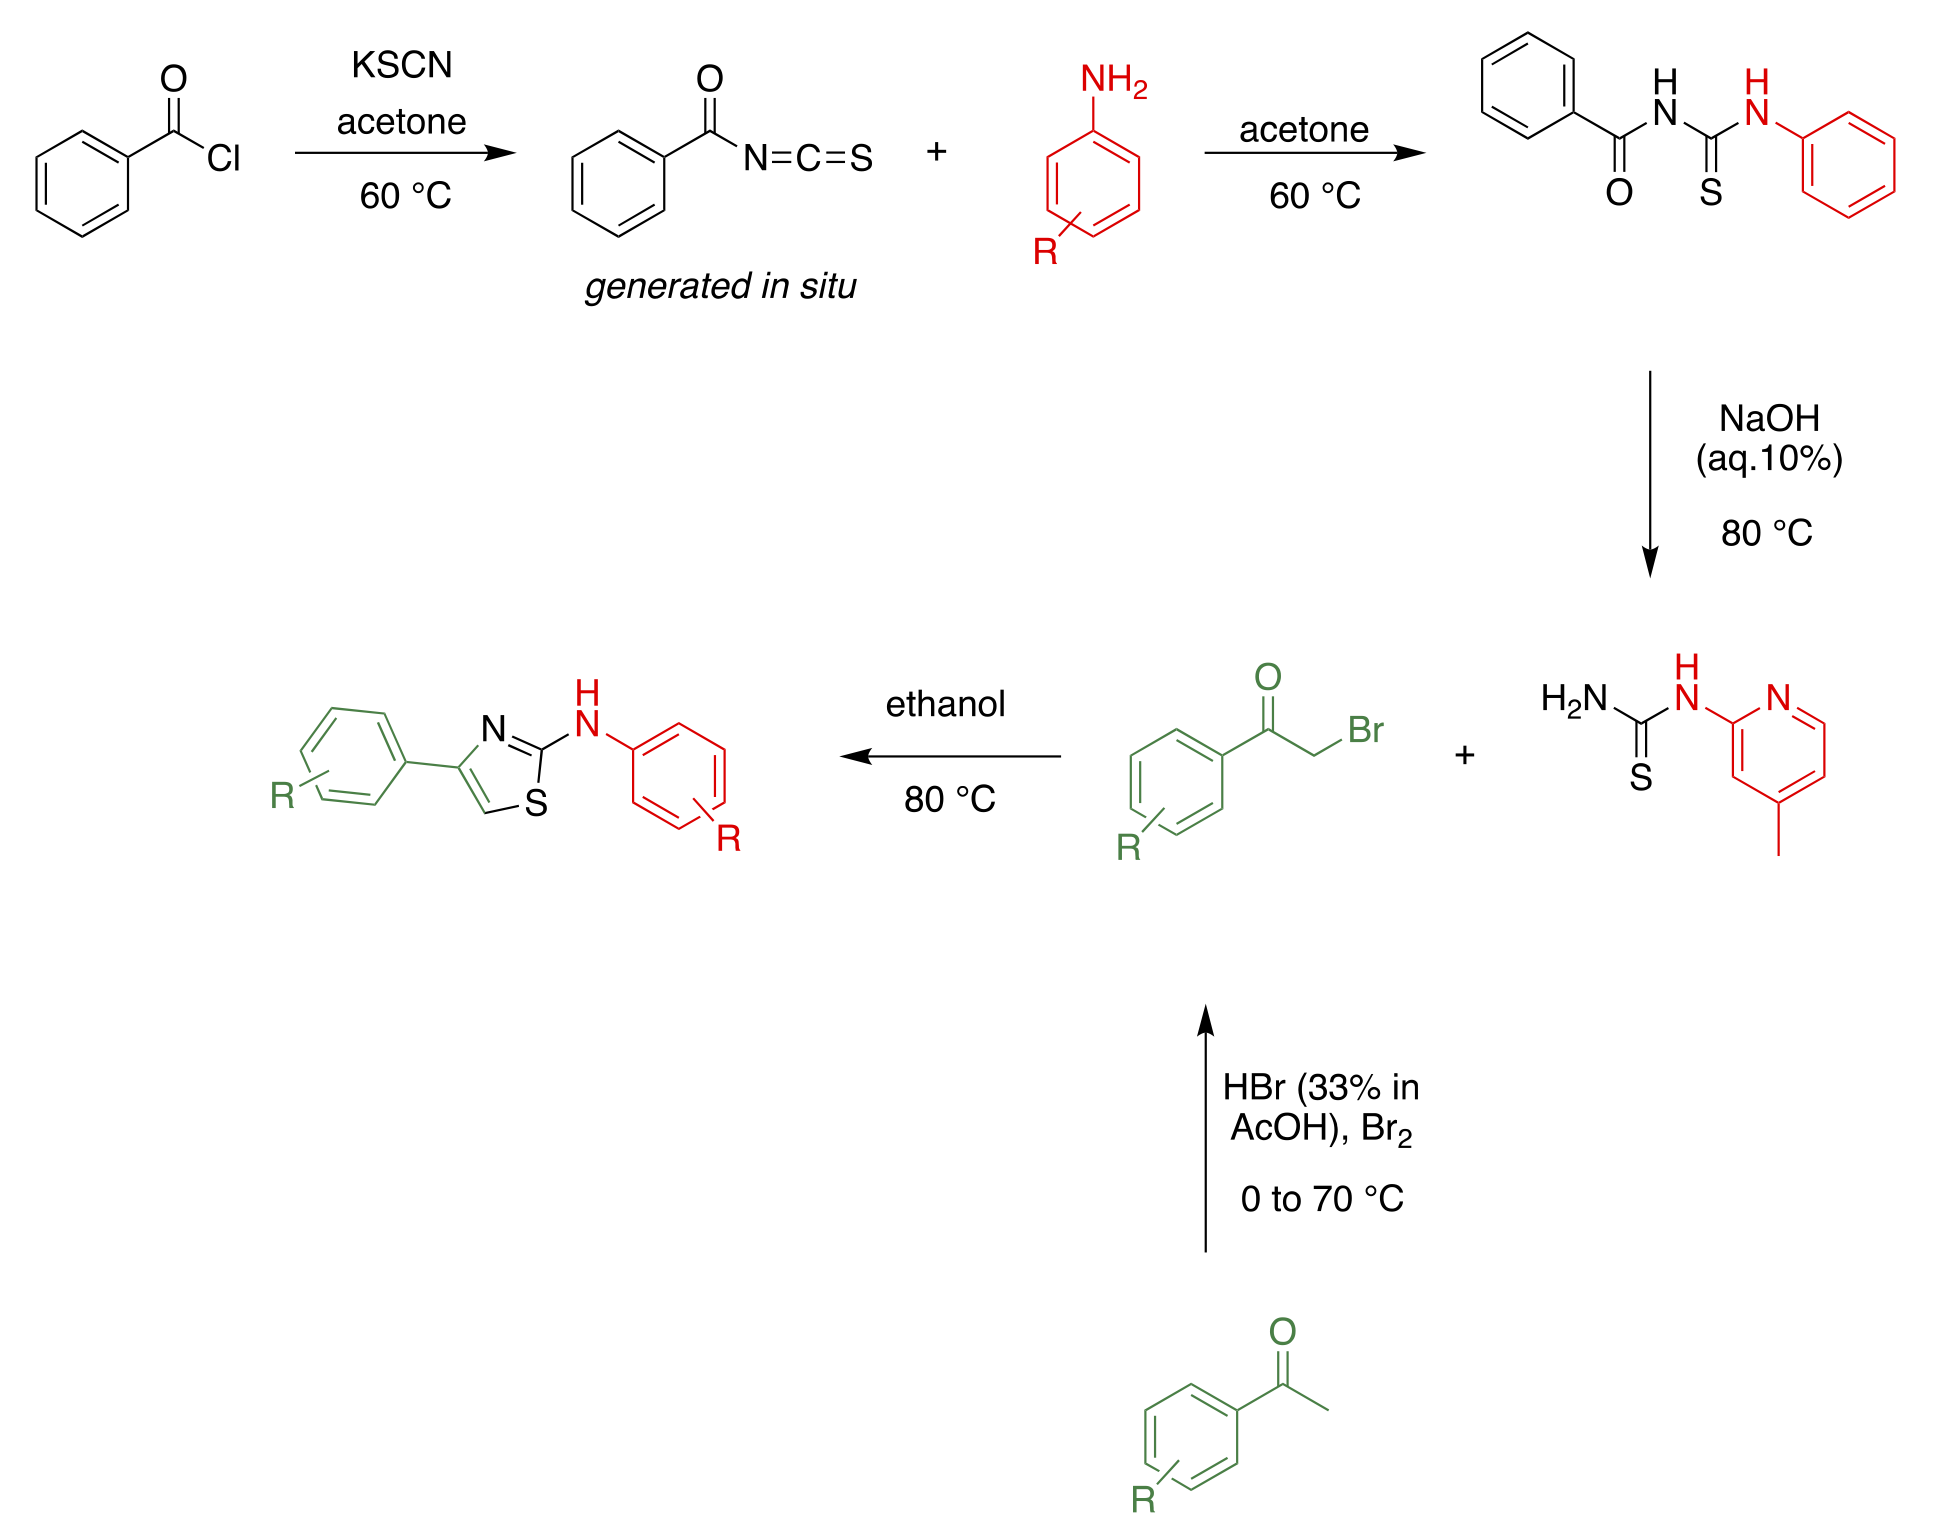 O
Cl
KSCN
acetone
60 °C
O
N=C=S
generated in situ
+
NH2
R
acetone
60 °C
H
N
H
N
O
S
NaOH
(aq.10%)
80 °C
R
N
S
H
N
R
ethanol
80 °C
O
Br
R
+
H2N
H
N
N
S
HBr (33% in
AcOH), Br2
0 to 70 °C
O
R